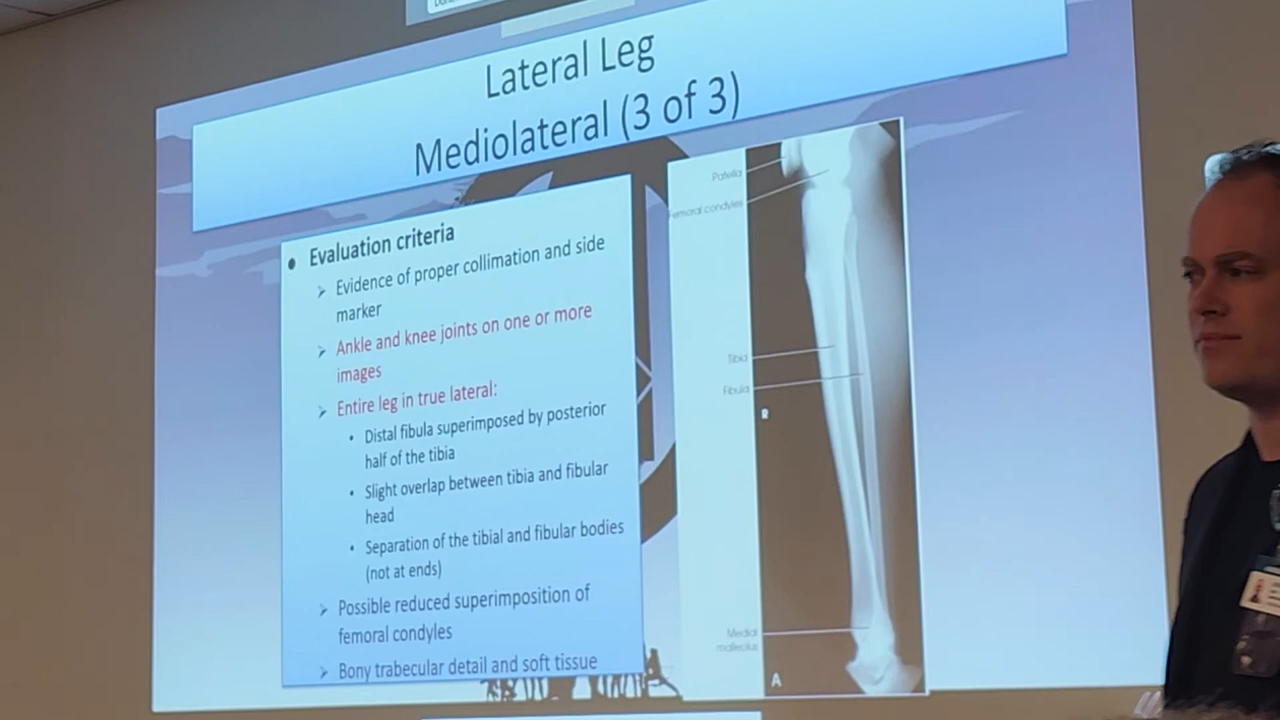 Lateral Leg
Mediolateral (3 of 3)
• Evaluation criteria
➢ Evidence of proper collimation and side
marker
➢ Ankle and knee joints on one or more
images
➢ Entire leg in true lateral:
• Distal fibula superimposed by posterior
half of the tibia
• Slight overlap between tibia and fibular
head
• Separation of the tibial and fibular bodies
(not at ends)
➢ Possible reduced superimposition of
femoral condyles
➢ Bony trabecular detail and soft tissue
Patella
Femoral condyles
Tibia
Fibula
R
Medial
malleolus
A